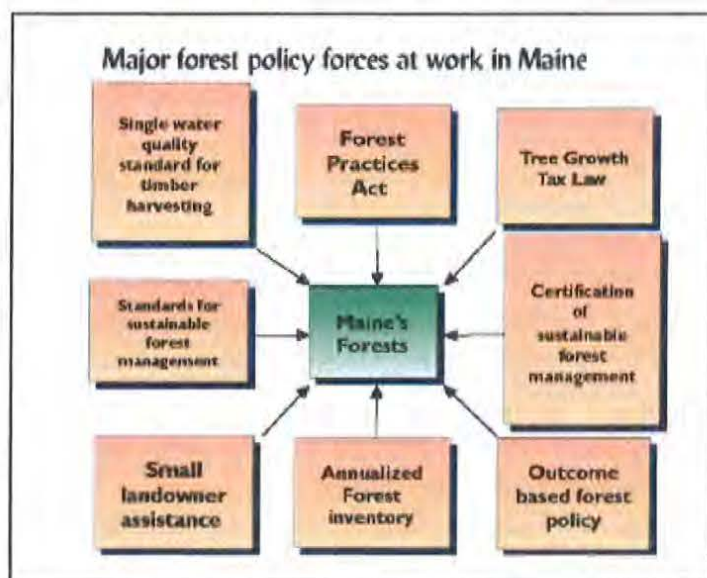 Major forest policy forces at work in Maine
Single water
quality
standard for
timber
harvesting
Forest
Practices
Act
Tree Growth
Tax Law
Standards for
sustainable
forest
management
Maine's
Forests
Certification
of
sustainable
forest
management
Small
landowner
assistance
Annualized
Forest
inventory
Outcome
based forest
policy